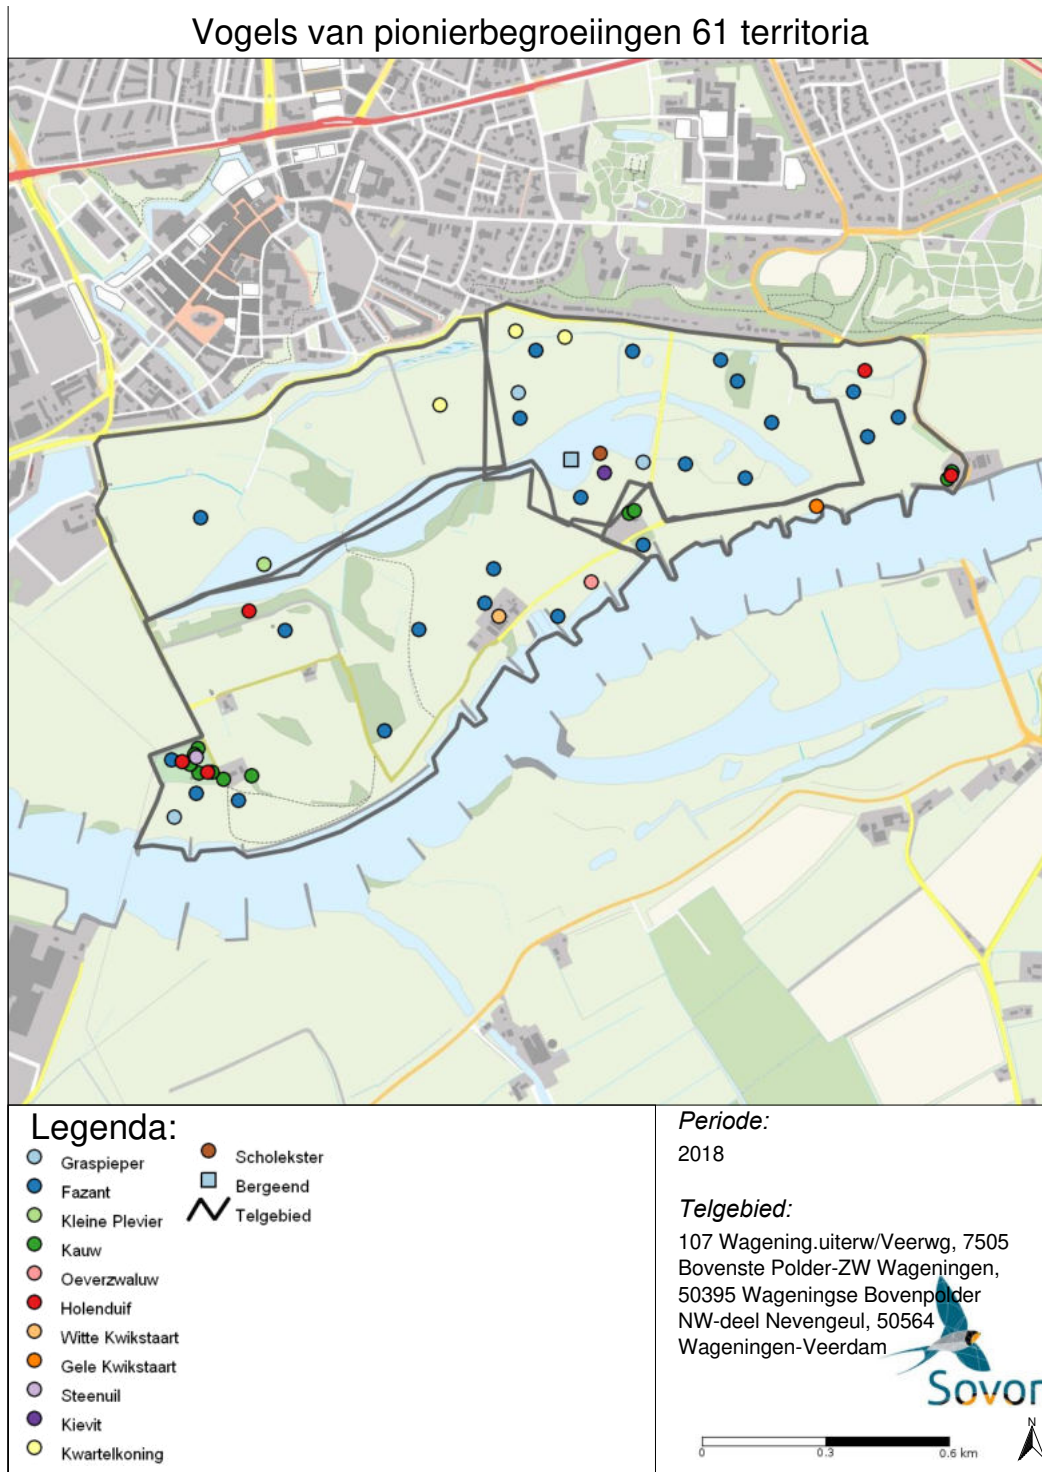 Vogels van pionierbegroeiingen 61 territoria
Legenda:
Graspieper
Fazant
Kleine Plevier
Kauw
Oeverzwaluw
Holenduif
Witte Kwikstaart
Gele Kwikstaart
Steenuil
Kievit
Kwartelkoning
Scholekster
Bergeend
Telgebied
Periode:
2018
Telgebied:
107 Wagening.uiterw/Veerwg, 7505
Bovenste Polder-ZW Wageningen,
50395 Wageningse Bovenpolder
NW-deel Nevengeul, 50564
Wageningen-Veerdam
Sovon
N
0 0.3 0.6 km